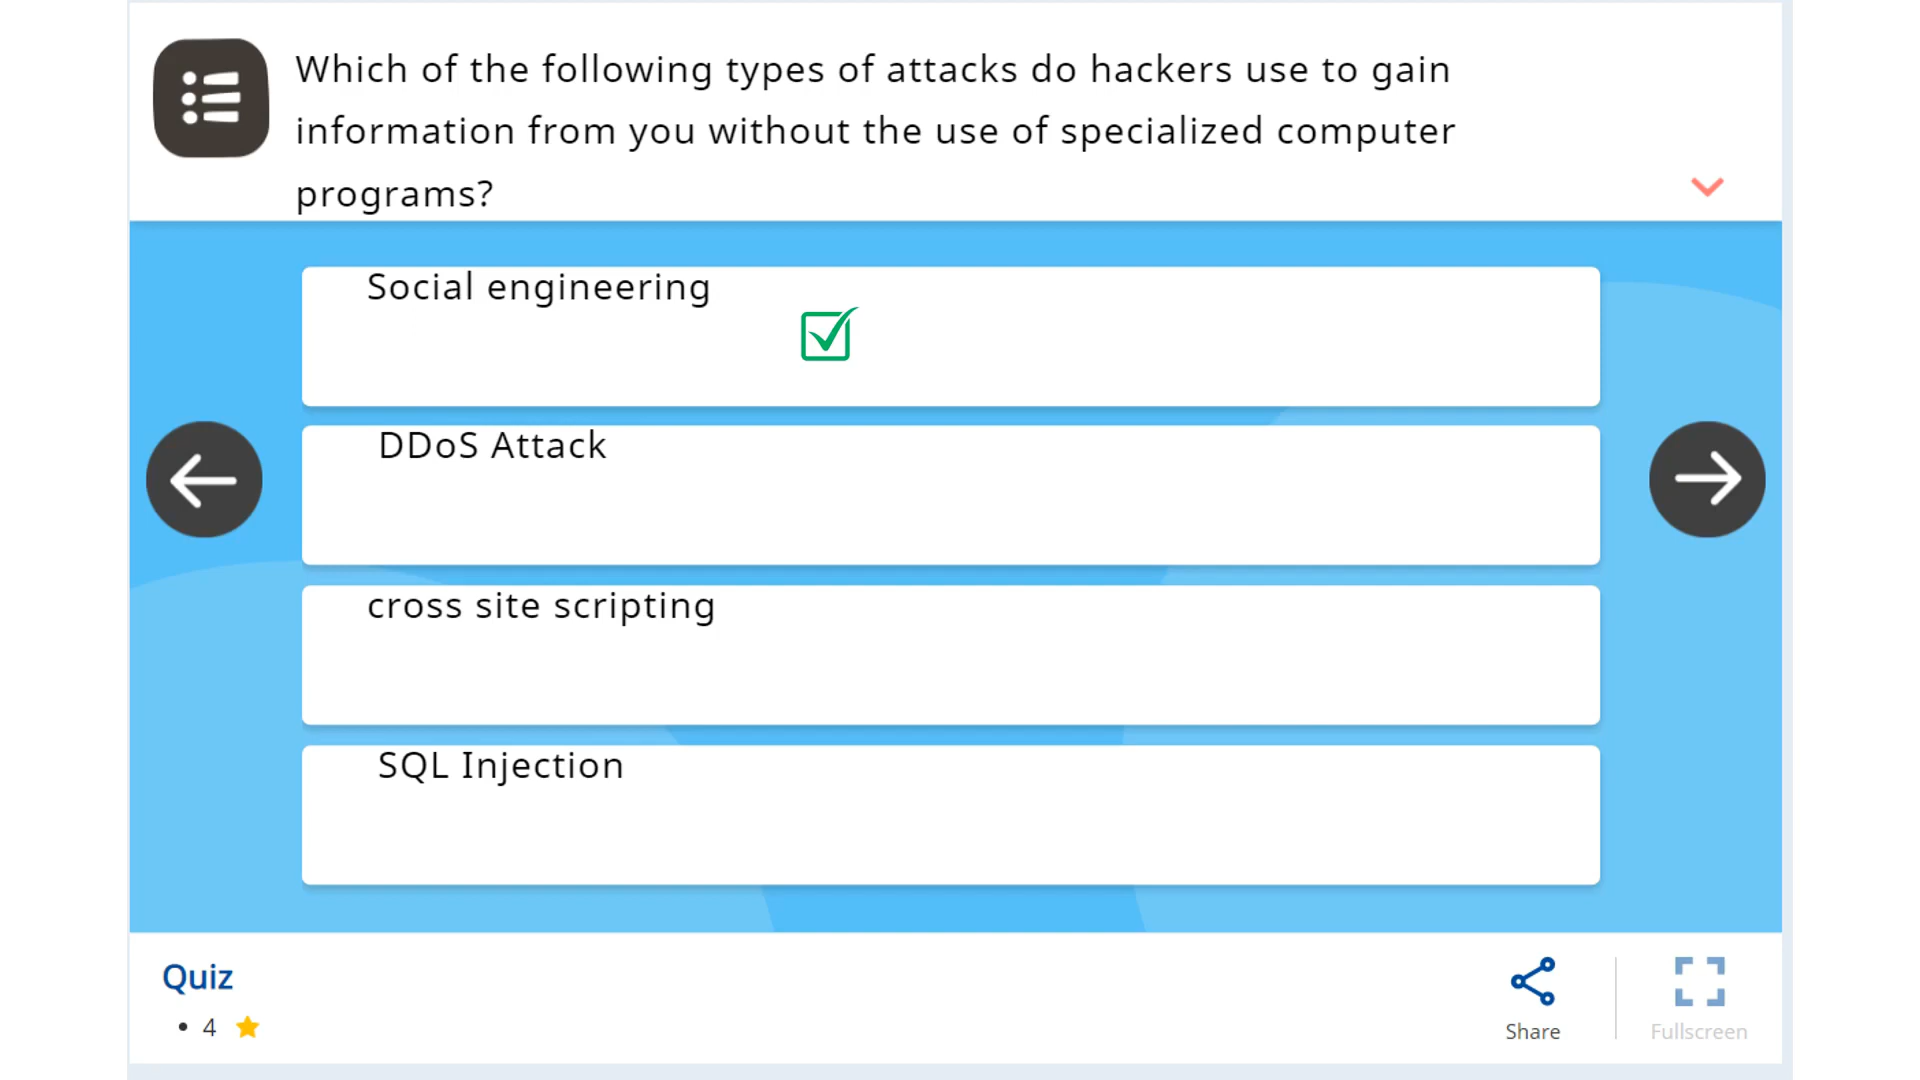 Which of the following types of attacks do hackers use to gain
information from you without the use of specialized computer
programs?
Social engineering
DDoS Attack
cross site scripting
SQL Injection
Quiz
• 4
Share
Fullscreen